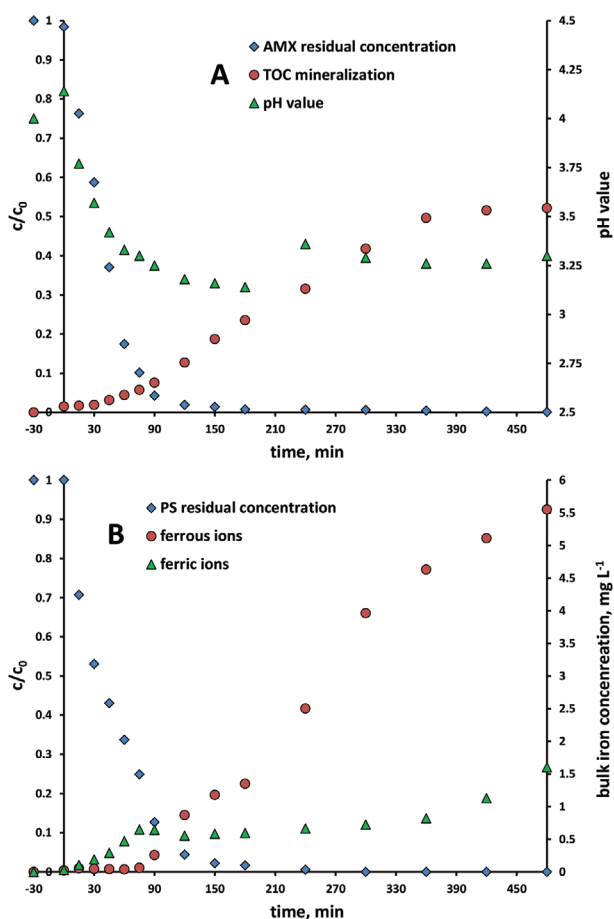 A
AMX residual concentration
TOC mineralization
pH value
1
0.9
0.8
0.7
0.6
0.5
0.4
0.3
0.2
0.1
0
c/c0
4.5
4.25
4
3.75
3.5
3.25
3
2.75
2.5
pH value
-30 30 90 150 210 270 330 390 450
time, min
B
PS residual concentration
ferrous ions
ferric ions
1
0.9
0.8
0.7
0.6
0.5
0.4
0.3
0.2
0.1
0
c/c0
6
5.5
5
4.5
4
3.5
3
2.5
2
1.5
1
0.5
0
bulk iron concenreation, mg L-1
-30 30 90 150 210 270 330 390 450
time, min